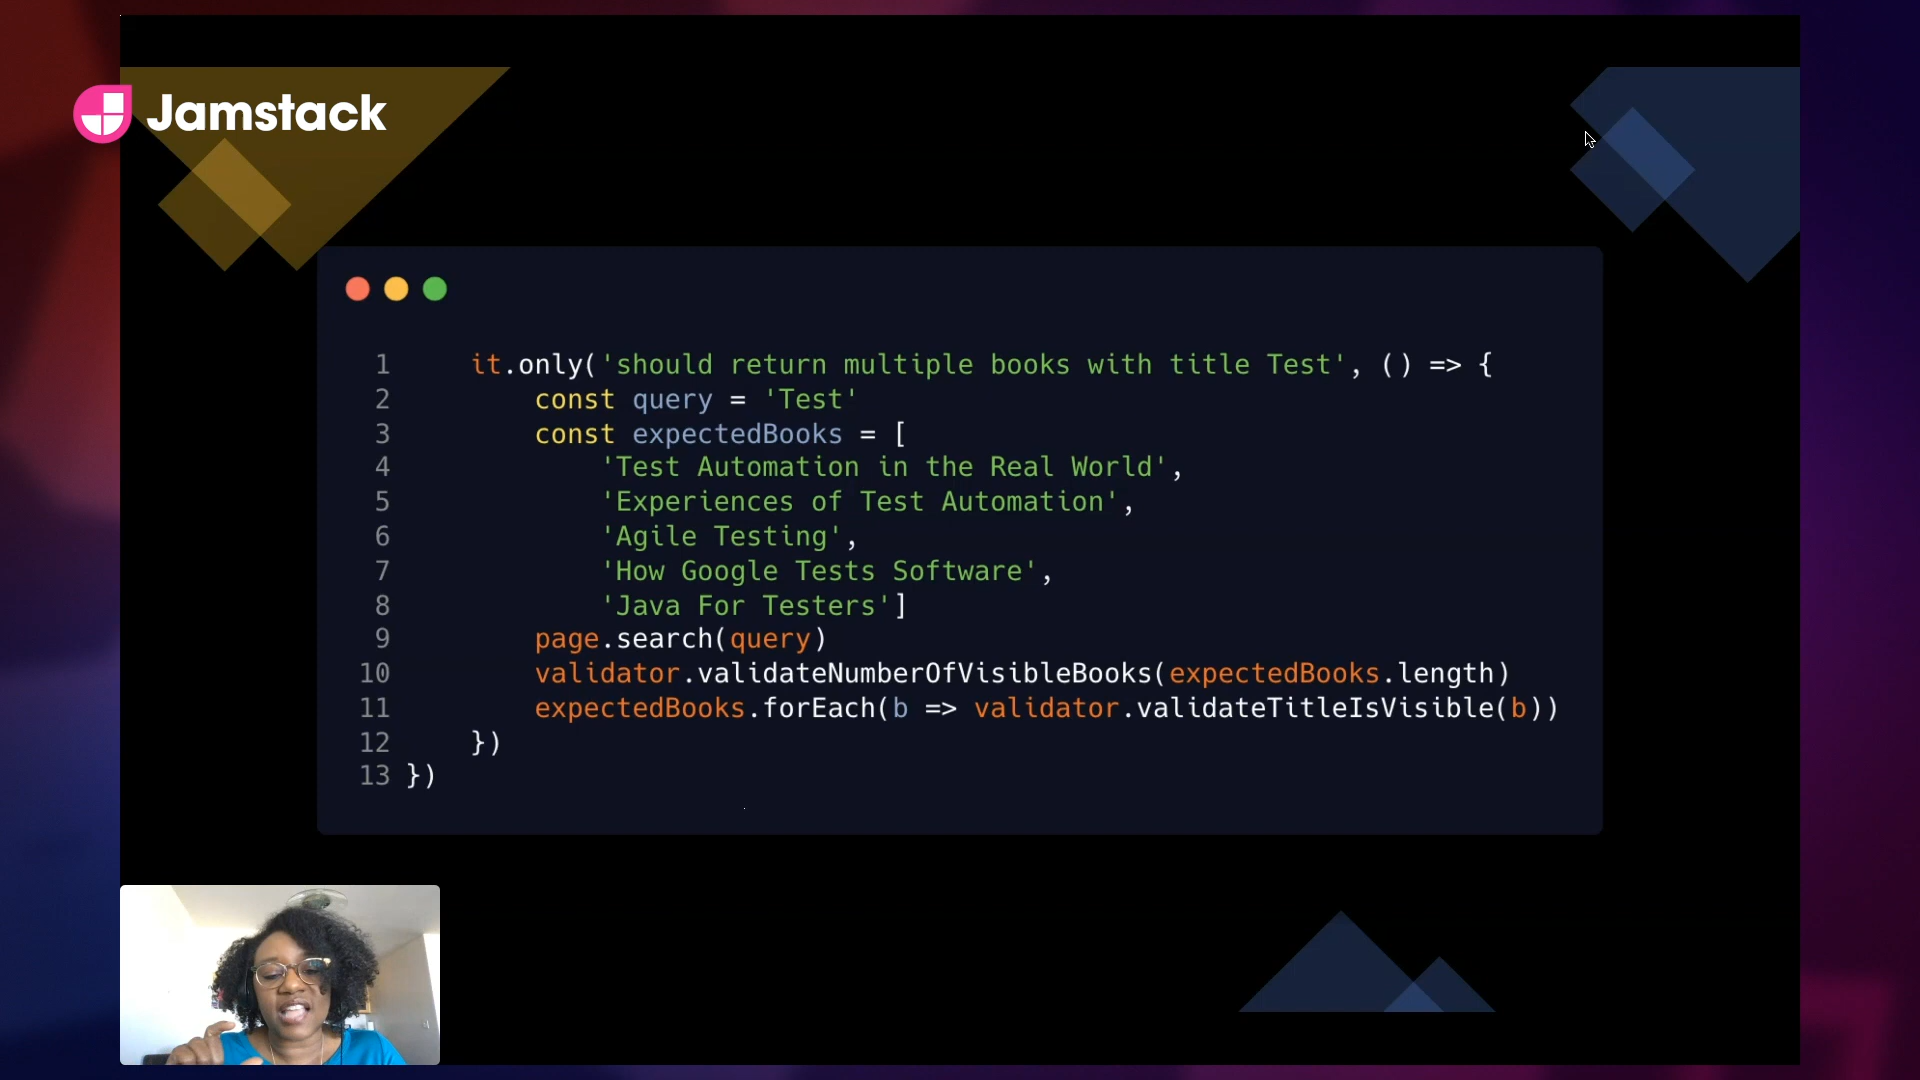 Jamstack
1 it.only('should return multiple books with title Test', () => {
2 const query = 'Test'
3 const expectedBooks = [
4 'Test Automation in the Real World',
5 'Experiences of Test Automation',
6 'Agile Testing',
7 'How Google Tests Software',
8 'Java For Testers']
9 page.search(query)
10 validator.validateNumberOfVisibleBooks(expectedBooks.length)
11 expectedBooks.forEach(b => validator.validateTitleIsVisible(b))
12 })
13 })